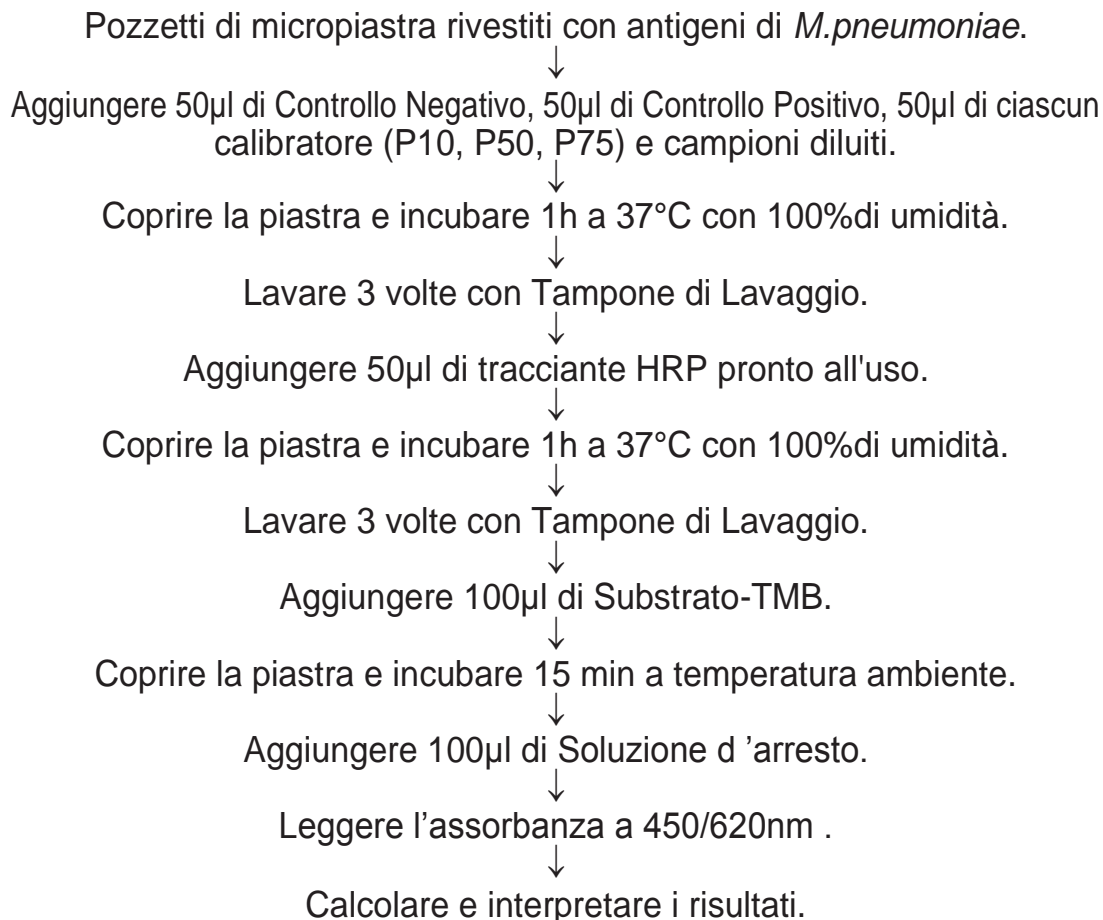 Pozzetti di micropiastra rivestiti con antigeni di M.pneumoniae.
↓
Aggiungere 50µl di Controllo Negativo, 50µl di Controllo Positivo, 50µl di ciascun
calibratore (P10, P50, P75) e campioni diluiti.
↓
Coprire la piastra e incubare 1h a 37°C con 100%di umidità.
↓
Lavare 3 volte con Tampone di Lavaggio.
↓
Aggiungere 50µl di tracciante HRP pronto all'uso.
↓
Coprire la piastra e incubare 1h a 37°C con 100%di umidità.
↓
Lavare 3 volte con Tampone di Lavaggio.
↓
Aggiungere 100µl di Substrato-TMB.
↓
Coprire la piastra e incubare 15 min a temperatura ambiente.
↓
Aggiungere 100µl di Soluzione d ’arresto.
↓
Leggere l’assorbanza a 450/620nm .
↓
Calcolare e interpretare i risultati.